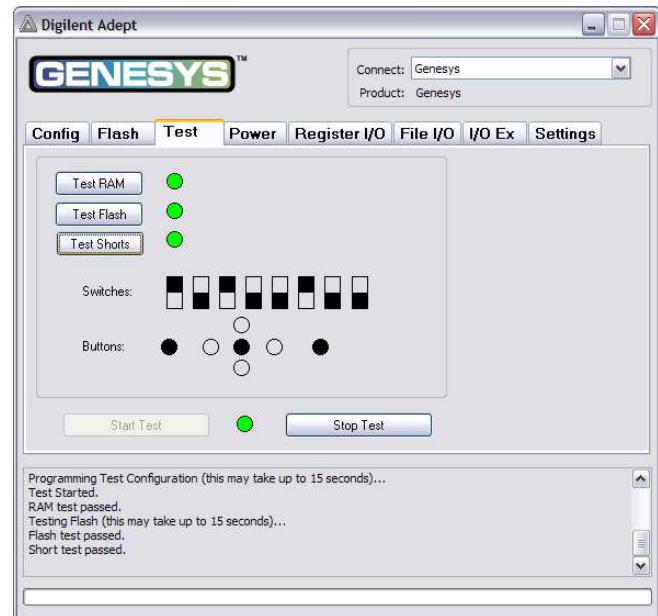 Digilent Adept
GENESYS™
Connect: Genesys
Product: Genesys
Config Flash Test Power Register I/O File I/O I/O Ex Settings
Test RAM
Test Flash
Test Shorts
Switches:
Buttons:
Start Test Stop Test
Programming Test Configuration (this may take up to 15 seconds)...
Test Started.
RAM test passed.
Testing Flash (this may take up to 15 seconds)...
Flash test passed.
Short test passed.